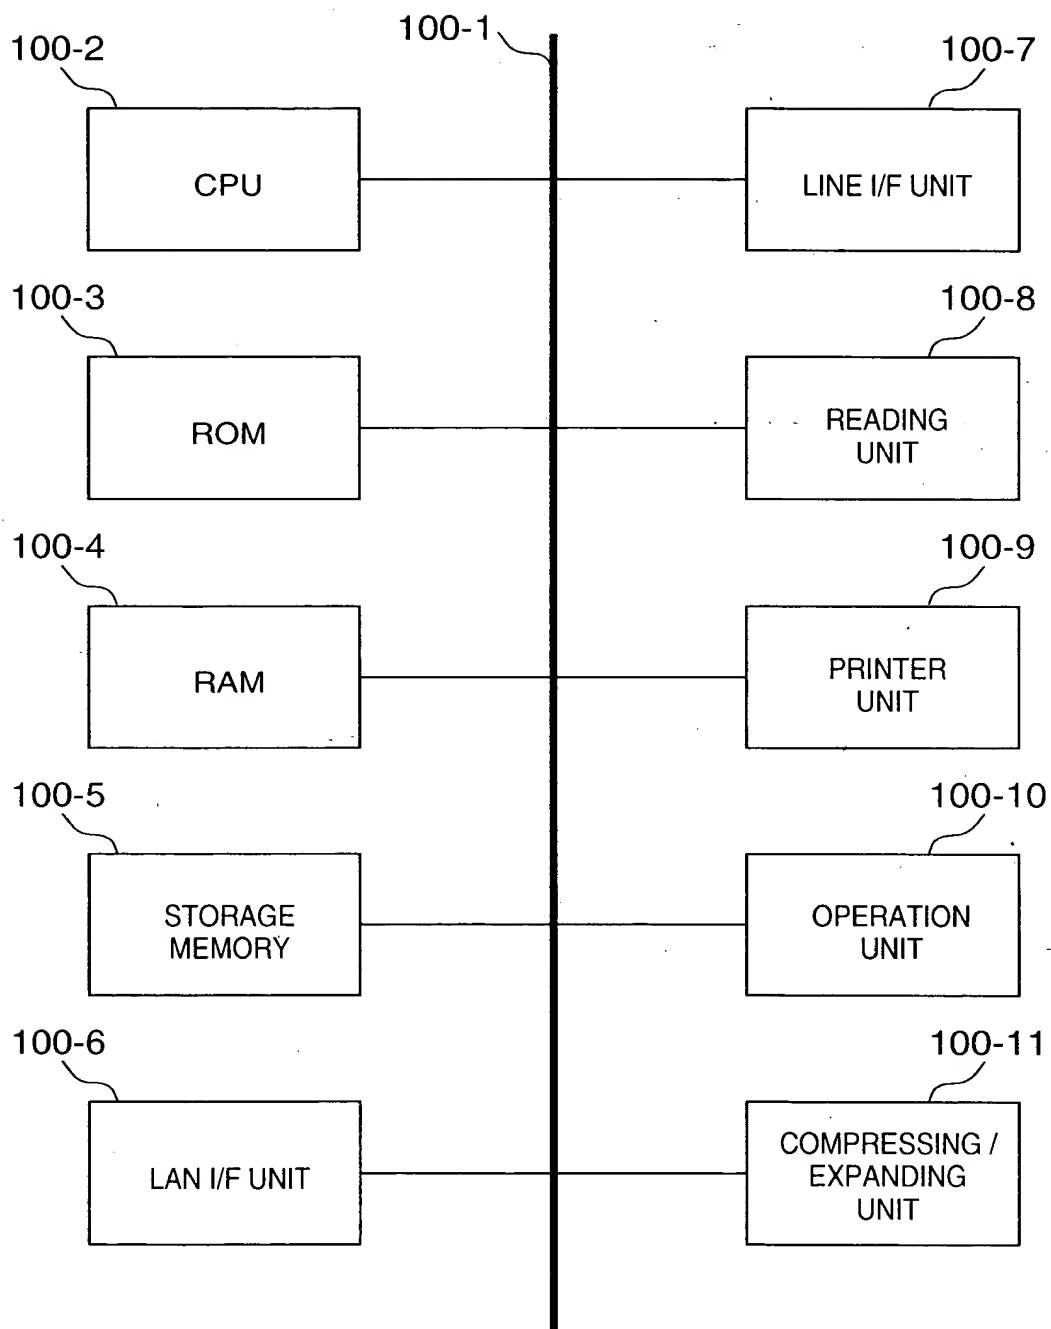 100-1
100-2
CPU
100-7
LINE I/F UNIT
100-3
ROM
100-8
READING
UNIT
100-4
RAM
100-9
PRINTER
UNIT
100-5
STORAGE
MEMORY
100-10
OPERATION
UNIT
100-6
LAN I/F UNIT
100-11
COMPRESSING /
EXPANDING
UNIT